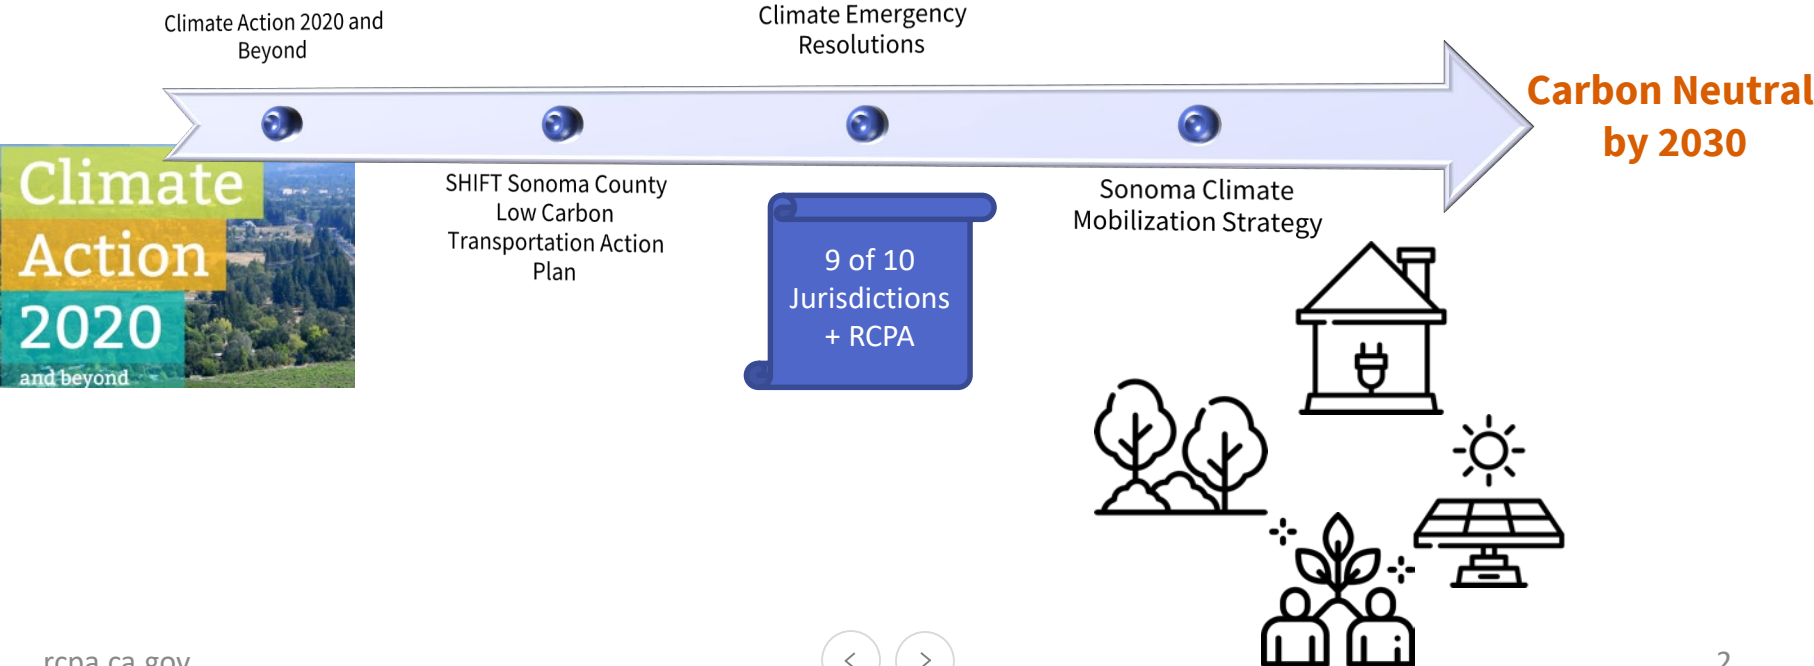 Climate Action 2020 and
Beyond
Climate Emergency
Resolutions
Carbon Neutral
by 2030
Climate
Action
2020
and beyond
SHIFT Sonoma County
Low Carbon
Transportation Action
Plan
9 of 10
Jurisdictions
+ RCPA
Sonoma Climate
Mobilization Strategy
rcpa.ca.gov
2